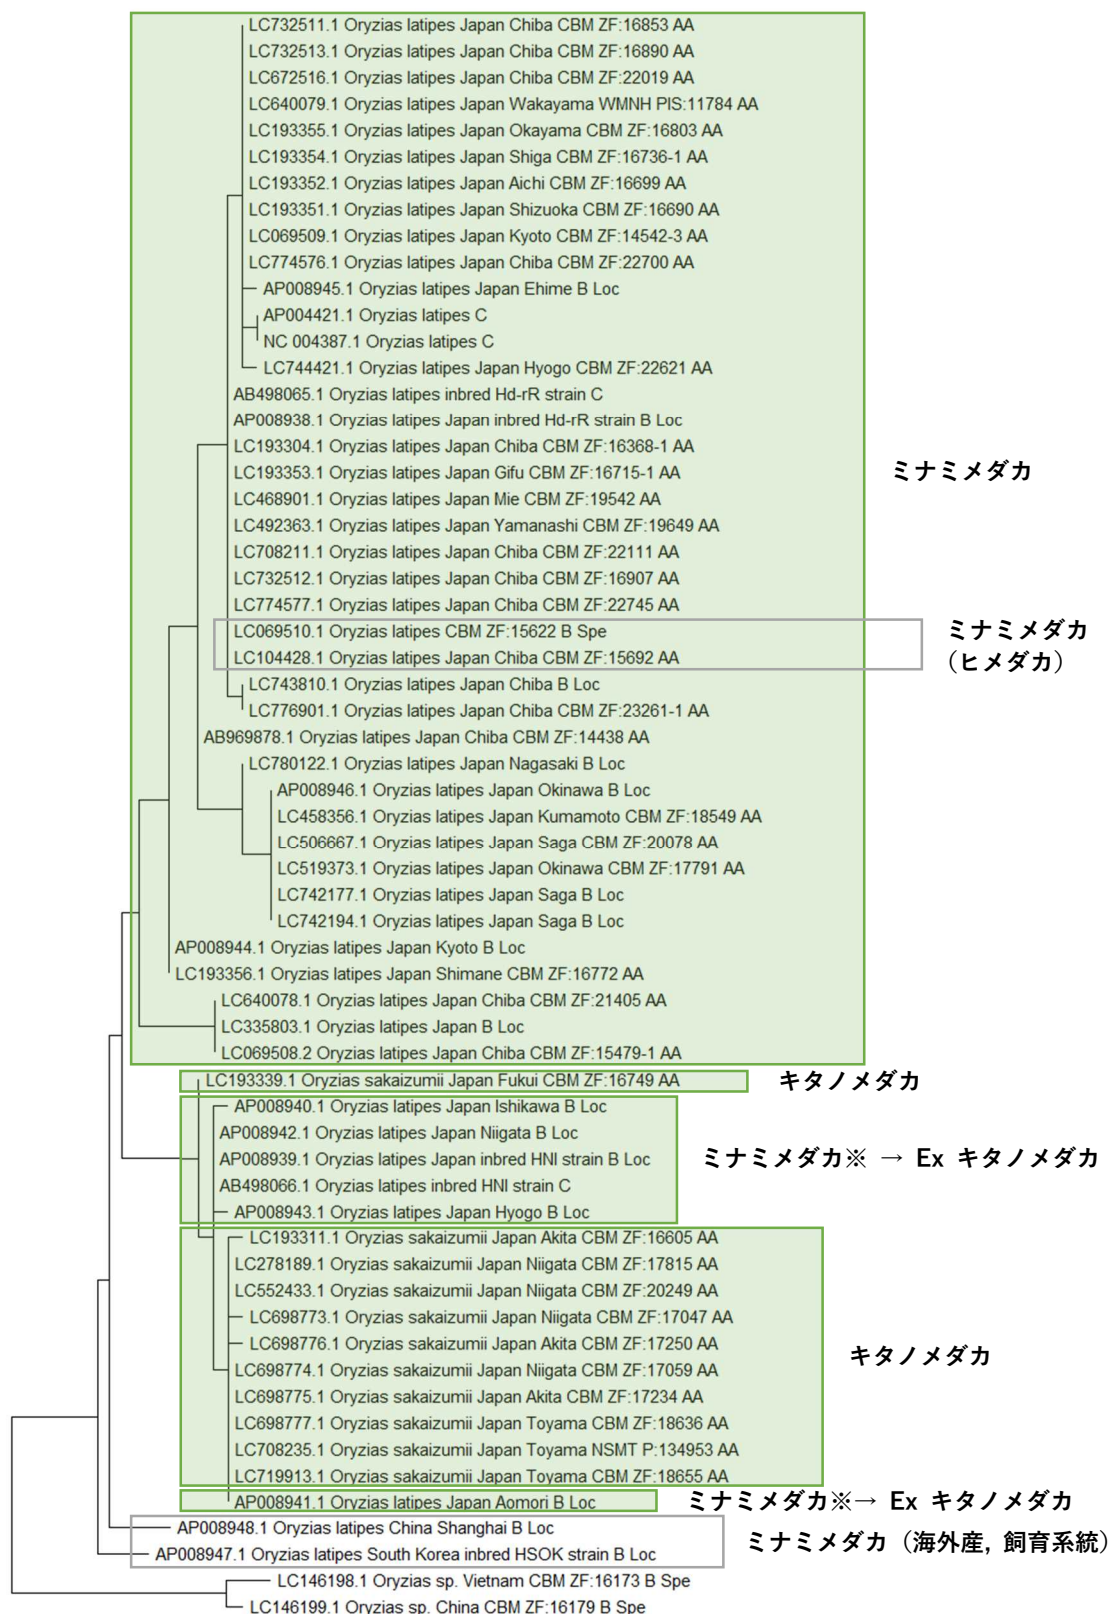 LC732511.1 Oryzias latipes Japan Chiba CBM ZF:16853 AA
LC732513.1 Oryzias latipes Japan Chiba CBM ZF:16890 AA
LC672516.1 Oryzias latipes Japan Chiba CBM ZF:22019 AA
LC640079.1 Oryzias latipes Japan Wakayama WMNH PIS:11784 AA
LC193355.1 Oryzias latipes Japan Okayama CBM ZF:16803 AA
LC193354.1 Oryzias latipes Japan Shiga CBM ZF:16736-1 AA
LC193352.1 Oryzias latipes Japan Aichi CBM ZF:16699 AA
LC193351.1 Oryzias latipes Japan Shizuoka CBM ZF:16690 AA
LC069509.1 Oryzias latipes Japan Kyoto CBM ZF:14542-3 AA
LC774576.1 Oryzias latipes Japan Chiba CBM ZF:22700 AA
AP008945.1 Oryzias latipes Japan Ehime B Loc
AP004421.1 Oryzias latipes C
NC 004387.1 Oryzias latipes C
LC744421.1 Oryzias latipes Japan Hyogo CBM ZF:22621 AA
AB498065.1 Oryzias latipes inbred Hd-rR strain C
AP008938.1 Oryzias latipes Japan inbred Hd-rR strain B Loc
LC193304.1 Oryzias latipes Japan Chiba CBM ZF:16368-1 AA
LC193353.1 Oryzias latipes Japan Gifu CBM ZF:16715-1 AA
ミナミメダカ
LC468901.1 Oryzias latipes Japan Mie CBM ZF:19542 AA
LC492363.1 Oryzias latipes Japan Yamanashi CBM ZF:19649 AA
LC708211.1 Oryzias latipes Japan Chiba CBM ZF:22111 AA
LC732512.1 Oryzias latipes Japan Chiba CBM ZF:16907 AA
LC774577.1 Oryzias latipes Japan Chiba CBM ZF:22745 AA
LC069510.1 Oryzias latipes CBM ZF:15622 B Spe
ミナミメダカ
LC104428.1 Oryzias latipes Japan Chiba CBM ZF:15692 AA
（ヒメダカ）
LC743810.1 Oryzias latipes Japan Chiba B Loc
LC776901.1 Oryzias latipes Japan Chiba CBM ZF:23261-1 AA
AB969878.1 Oryzias latipes Japan Chiba CBM ZF:14438 AA
LC780122.1 Oryzias latipes Japan Nagasaki B Loc
AP008946.1 Oryzias latipes Japan Okinawa B Loc
LC458356.1 Oryzias latipes Japan Kumamoto CBM ZF:18549 AA
LC506667.1 Oryzias latipes Japan Saga CBM ZF:20078 AA
LC519373.1 Oryzias latipes Japan Okinawa CBM ZF:17791 AA
LC742177.1 Oryzias latipes Japan Saga B Loc
LC742194.1 Oryzias latipes Japan Saga B Loc
AP008944.1 Oryzias latipes Japan Kyoto B Loc
LC193356.1 Oryzias latipes Japan Shimane CBM ZF:16772 AA
LC640078.1 Oryzias latipes Japan Chiba CBM ZF:21405 AA
LC335803.1 Oryzias latipes Japan B Loc
LC069508.2 Oryzias latipes Japan Chiba CBM ZF:15479-1 AA
LC193339.1 Oryzias sakaizumii Japan Fukui CBM ZF:16749 AA
キタノメダカ
AP008940.1 Oryzias latipes Japan Ishikawa B Loc
AP008942.1 Oryzias latipes Japan Niigata B Loc
AP008939.1 Oryzias latipes Japan inbred HNI strain B Loc
ミナミメダカ※ → Ex キタノメダカ
AB498066.1 Oryzias latipes inbred HNI strain C
AP008943.1 Oryzias latipes Japan Hyogo B Loc
LC193311.1 Oryzias sakaizumii Japan Akita CBM ZF:16605 AA
LC278189.1 Oryzias sakaizumii Japan Niigata CBM ZF:17815 AA
LC552433.1 Oryzias sakaizumii Japan Niigata CBM ZF:20249 AA
LC698773.1 Oryzias sakaizumii Japan Niigata CBM ZF:17047 AA
LC698776.1 Oryzias sakaizumii Japan Akita CBM ZF:17250 AA
キタノメダカ
LC698774.1 Oryzias sakaizumii Japan Niigata CBM ZF:17059 AA
LC698775.1 Oryzias sakaizumii Japan Akita CBM ZF:17234 AA
LC698777.1 Oryzias sakaizumii Japan Toyama CBM ZF:18636 AA
LC708235.1 Oryzias sakaizumii Japan Toyama NSMT P:134953 AA
LC719913.1 Oryzias sakaizumii Japan Toyama CBM ZF:18655 AA
AP008941.1 Oryzias latipes Japan Aomori B Loc
ミナミメダカ※→ Ex キタノメダカ
AP008948.1 Oryzias latipes China Shanghai B Loc
ミナミメダカ（海外産, 飼育系統）
AP008947.1 Oryzias latipes South Korea inbred HSOK strain B Loc
LC146198.1 Oryzias sp. Vietnam CBM ZF:16173 B Spe
LC146199.1 Oryzias sp. China CBM ZF:16179 B Spe